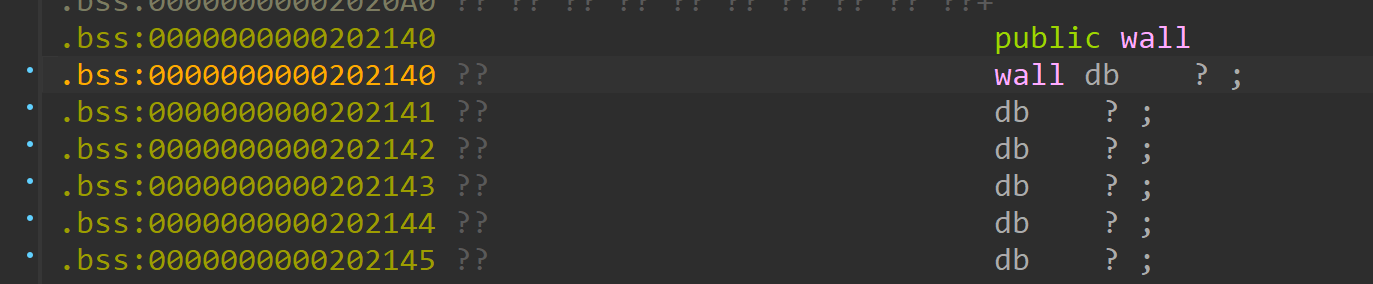 .bss:00000000002020A0 ?? ?? ?? ?? ?? ?? ?? ?? ?? ??+
.bss:0000000000202140 public wall
.bss:0000000000202140 ?? wall db ? ;
.bss:0000000000202141 ?? db ? ;
.bss:0000000000202142 ?? db ? ;
.bss:0000000000202143 ?? db ? ;
.bss:0000000000202144 ?? db ? ;
.bss:0000000000202145 ?? db ? ;